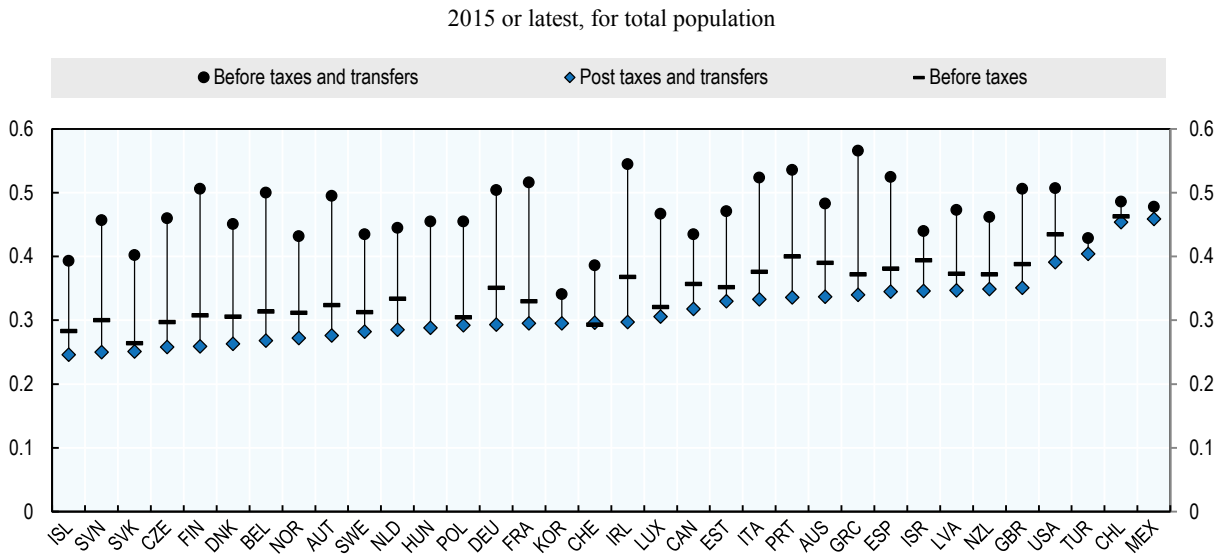 2015 or latest, for total population
Before taxes and transfers Post taxes and transfers Before taxes
0.6 0.6
0.5 0.5
0.4 0.4
0.3 0.3
0.2 0.2
0.1 0.1
0 0
ISL SVN SVK CZE FIN DNK BEL NOR AUT SWE NLD HUN POL DEU FRA KOR CHE IRL LUX CAN EST ITA PRT AUS GRC ESP ISR LVA NZL GBR USA TUR CHL MEX